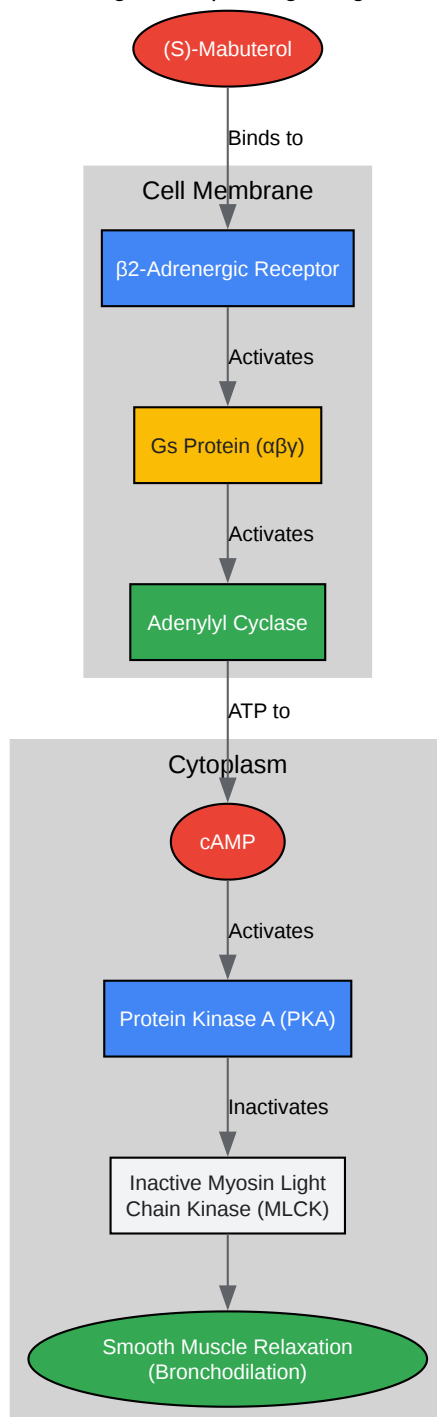 (S)-Mabuterol
Binds to
Cell Membrane
β2-Adrenergic Receptor
Activates
Gs Protein (αβγ)
Activates
Adenylyl Cyclase
ATP to
Cytoplasm
cAMP
Activates
Protein Kinase A (PKA)
Inactivates
Inactive Myosin Light
Chain Kinase (MLCK)
Smooth Muscle Relaxation
(Bronchodilation)